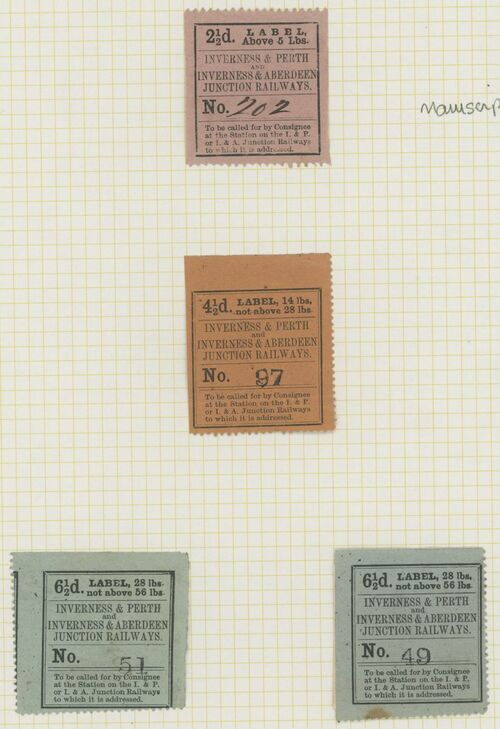 2½d. LABEL,
Above 5 Lbs.
INVERNESS & PERTH
AND
INVERNESS & ABERDEEN
JUNCTION RAILWAYS.
No. 202
To be called for by Consignee
at the Station on the I. & P.
or I. & A. Junction Railways
to which it is addressed.
4½d. LABEL, 14 lbs,
not above 28 lbs
INVERNESS & PERTH
and
INVERNESS & ABERDEEN
JUNCTION RAILWAYS.
No. 97
To be called for by Consignee
at the Station on the I. & P.
or I. & A. Junction Railways
to which it is addressed.
6½d. LABEL, 28 lbs.
not above 56 lbs.
INVERNESS & PERTH
and
INVERNESS & ABERDEEN
JUNCTION RAILWAYS.
No. 51
To be called for by Consignee
at the Station on the I. & P.
or I. & A. Junction Railways
to which it is addressed.
6½d. LABEL, 28 lbs.
not above 56 lbs.
INVERNESS & PERTH
and
INVERNESS & ABERDEEN
JUNCTION RAILWAYS.
No. 49
To be called for by Consignee
at the Station on the I. & P.
or I. & A. Junction Railways
to which it is addressed.